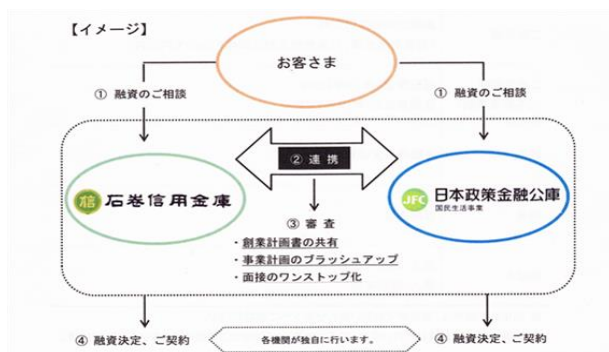 【イメージ】
お客さま
① 融資のご相談
① 融資のご相談
② 連携
信 石巻信用金庫
JFC 日本政策金融公庫
国民生活事業
③ 審査
・創業計画書の共有
・事業計画のブラッシュアップ
・面接のワンストップ化
④ 融資決定、ご契約
各機関が独自に行います。
④ 融資決定、ご契約